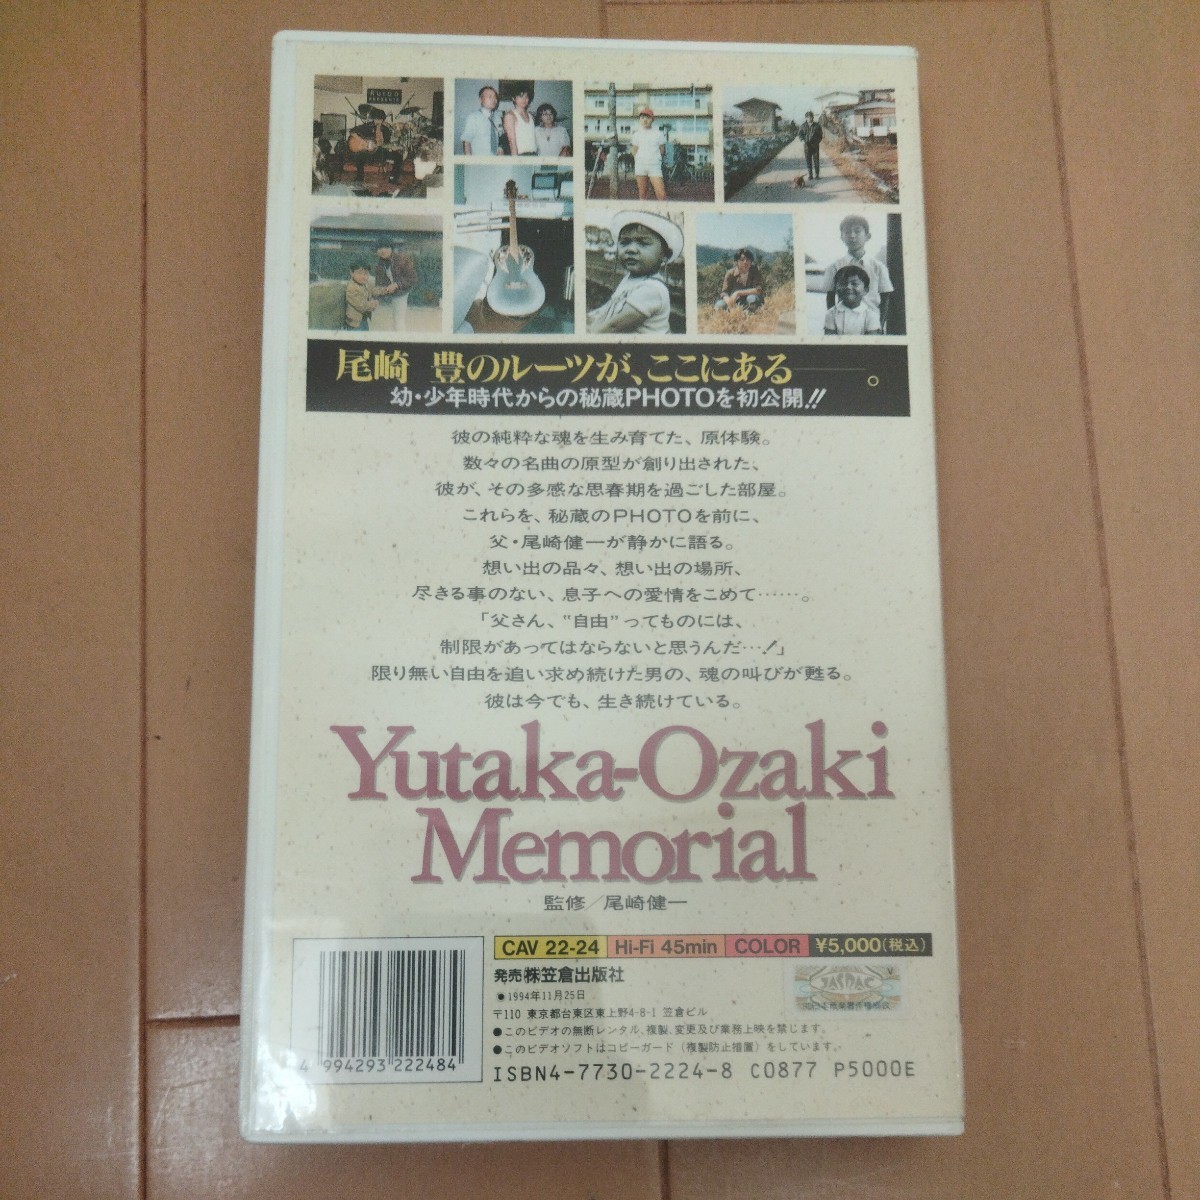 尾崎 豊のルーツが、ここにある――。
幼・少年時代からの秘蔵PHOTOを初公開!!
彼の純粋な魂を生み育てた、原体験。
数々の名曲の原型が創り出された、
彼が、その多感な思春期を過ごした部屋。
これらを、秘蔵のPHOTOを前に、
父・尾崎健一が静かに語る。
想い出の品々、想い出の場所、
尽きる事のない、息子への愛情をこめて……。
「父さん、"自由"ってものには、
制限があってはならないと思うんだ…!」
限り無い自由を追い求め続けた男の、魂の叫びが甦る。
彼は今でも、生き続けている。
Yutaka-Ozaki
Memorial
監修／尾崎健一
CAV 22-24 Hi-Fi 45min COLOR ¥5,000(税込)
発売 株笠倉出版社
●1994年11月25日
〒110 東京都台東区東上野4-8-1 笠倉ビル
●このビデオの無断レンタル、複製、変更及び業務上映を禁じます。
●このビデオソフトはコピーガード（複製防止措置）をしています。
4 994293 222484
ISBN4-7730-2224-8 C0877 P5000E
JASRAC